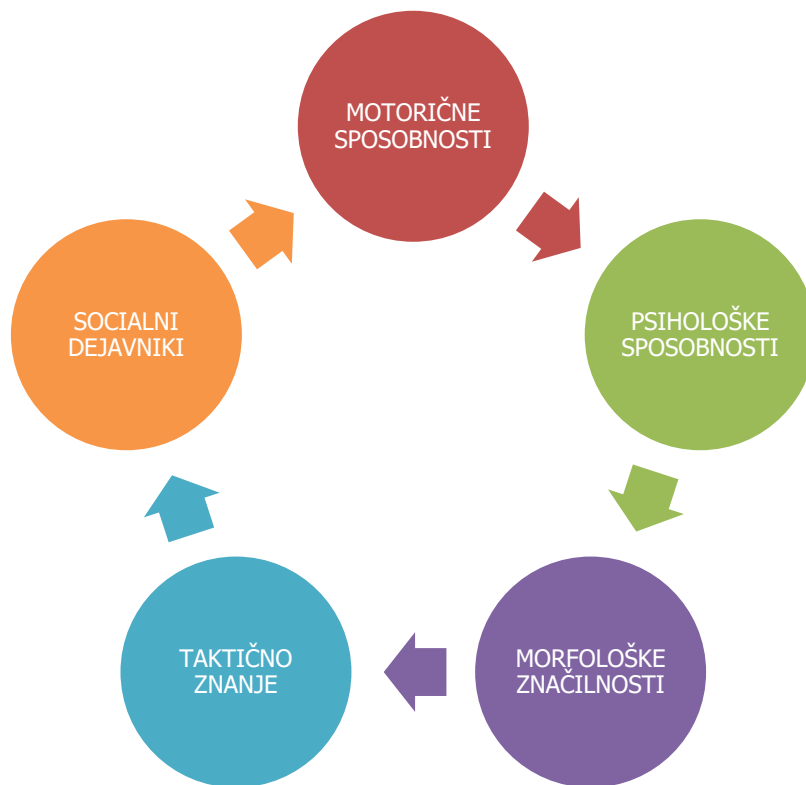 MOTORIČNE
SPOSOBNOSTI
PSIHOLOŠKE
SPOSOBNOSTI
MORFOLOŠKE
ZNAČILNOSTI
TAKTIČNO
ZNANJE
SOCIALNI
DEJAVNIKI